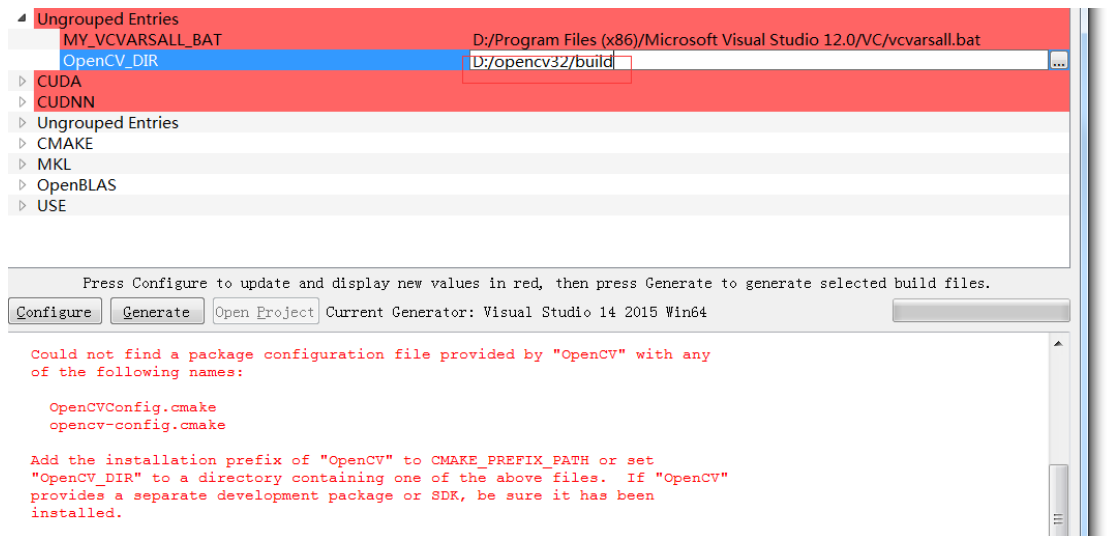 Ungrouped Entries
MY_VCVARSALL_BAT D:/Program Files (x86)/Microsoft Visual Studio 12.0/VC/vcvarsall.bat
OpenCV_DIR D:/opencv32/build ...
CUDA
CUDNN
Ungrouped Entries
CMAKE
MKL
OpenBLAS
USE
Press Configure to update and display new values in red, then press Generate to generate selected build files.
Configure Generate Open Project Current Generator: Visual Studio 14 2015 Win64
Could not find a package configuration file provided by "OpenCV" with any
of the following names:
OpenCVConfig.cmake
opencv-config.cmake
Add the installation prefix of "OpenCV" to CMAKE_PREFIX_PATH or set
"OpenCV_DIR" to a directory containing one of the above files.  If "OpenCV"
provides a separate development package or SDK, be sure it has been
installed.